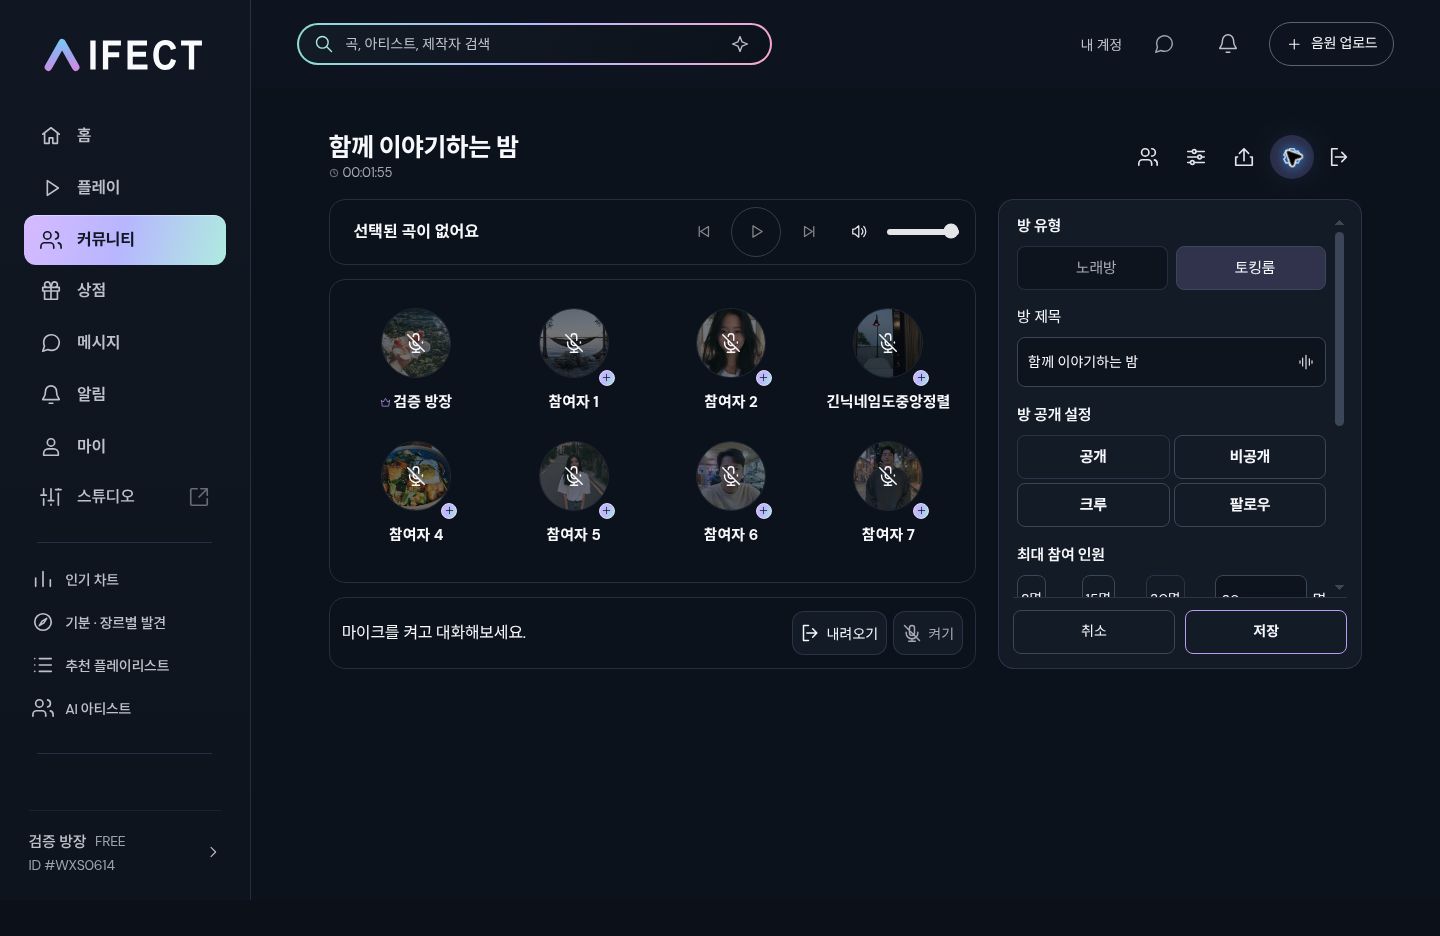 AIFECT
곡, 아티스트, 제작자 검색
내 계정
음원 업로드
홈
플레이
커뮤니티
상점
메시지
알림
마이
스튜디오
인기 차트
기분 · 장르별 발견
추천 플레이리스트
AI 아티스트
검증 방장 FREE
ID #WXS0614
함께 이야기하는 밤
00:01:55
선택된 곡이 없어요
검증 방장
참여자 1
참여자 2
긴닉네임도중앙정렬
참여자 4
참여자 5
참여자 6
참여자 7
마이크를 켜고 대화해보세요.
내려오기
켜기
방 유형
노래방
토킹룸
방 제목
함께 이야기하는 밤
방 공개 설정
공개
비공개
크루
팔로우
최대 참여 인원
취소
저장